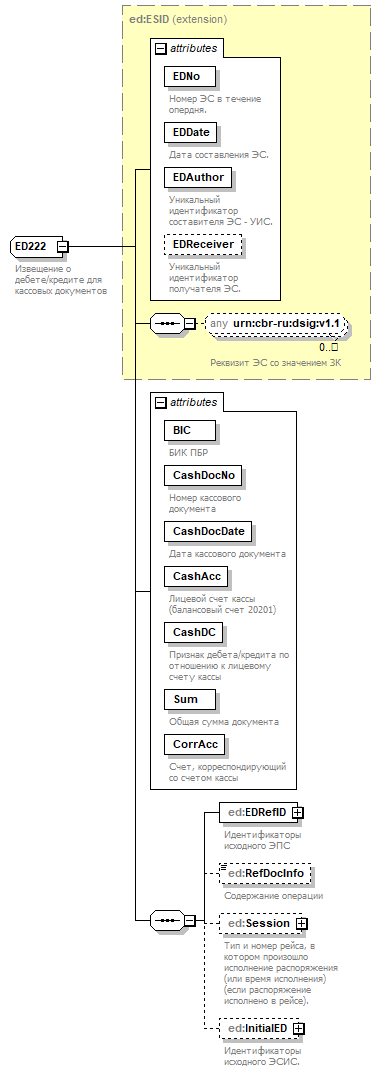 ed:ESID (extension)
attributes
EDNo
Номер ЭС в течение
опердня.
EDDate
Дата составления ЭС.
EDAuthor
Уникальный
идентификатор
составителя ЭС - УИС.
EDReceiver
Уникальный
идентификатор
получателя ЭС.
ED222
Извещение о
дебете/кредите для
кассовых документов
any urn:cbr-ru:dsig:v1.1
0..□
Реквизит ЭС со значением ЗК
attributes
BIC
БИК ПБР
CashDocNo
Номер кассового
документа
CashDocDate
Дата кассового документа
CashAcc
Лицевой счет кассы
(балансовый счет 20201)
CashDC
Признак дебета/кредита по
отношению к лицевому
счету кассы
Sum
Общая сумма документа
CorrAcc
Счет, корреспондирующий
со счетом кассы
ed:EDRefID
Идентификаторы
исходного ЭПС
ed:RefDocInfo
Содержание операции
ed:Session
Тип и номер рейса, в
котором произошло
исполнение распоряжения
(или время исполнения)
(если распоряжение
исполнено в рейсе).
ed:InitialED
Идентификаторы
исходного ЭСИС.